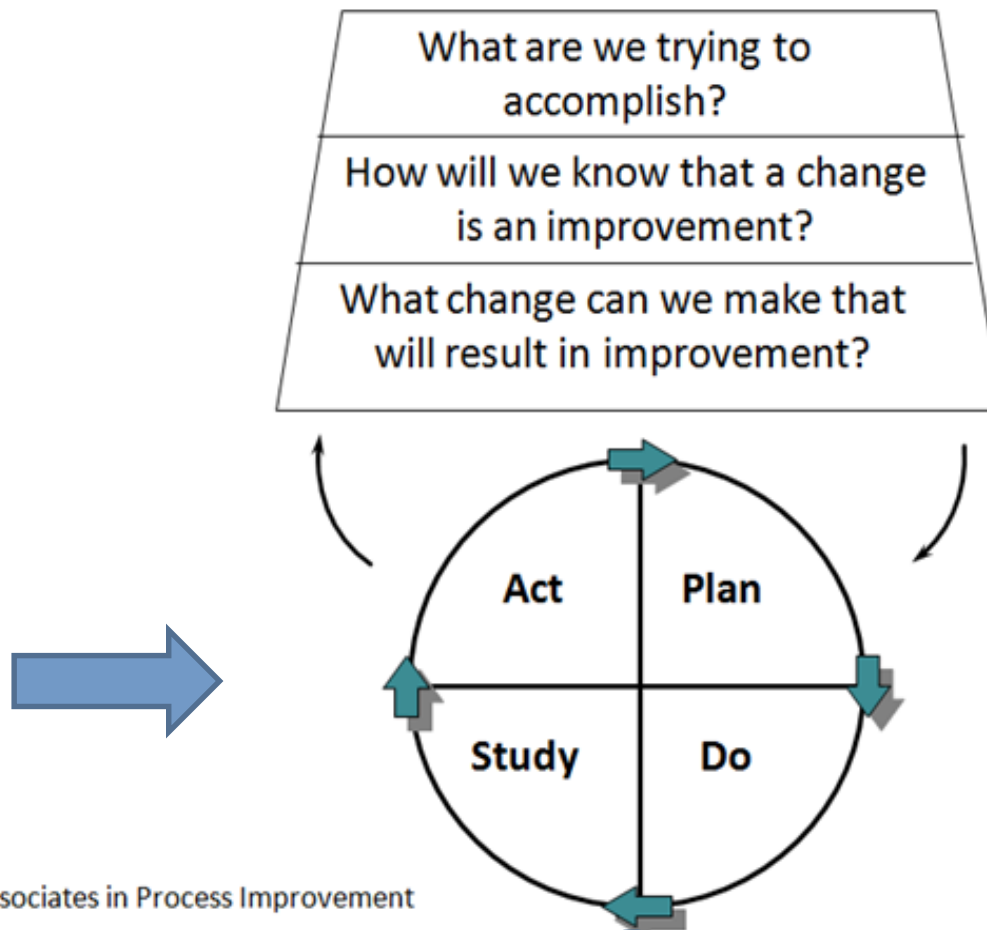 What are we trying to
accomplish?
How will we know that a change
is an improvement?
What change can we make that
will result in improvement?
Act
Plan
Study
Do
sociates in Process Improvement